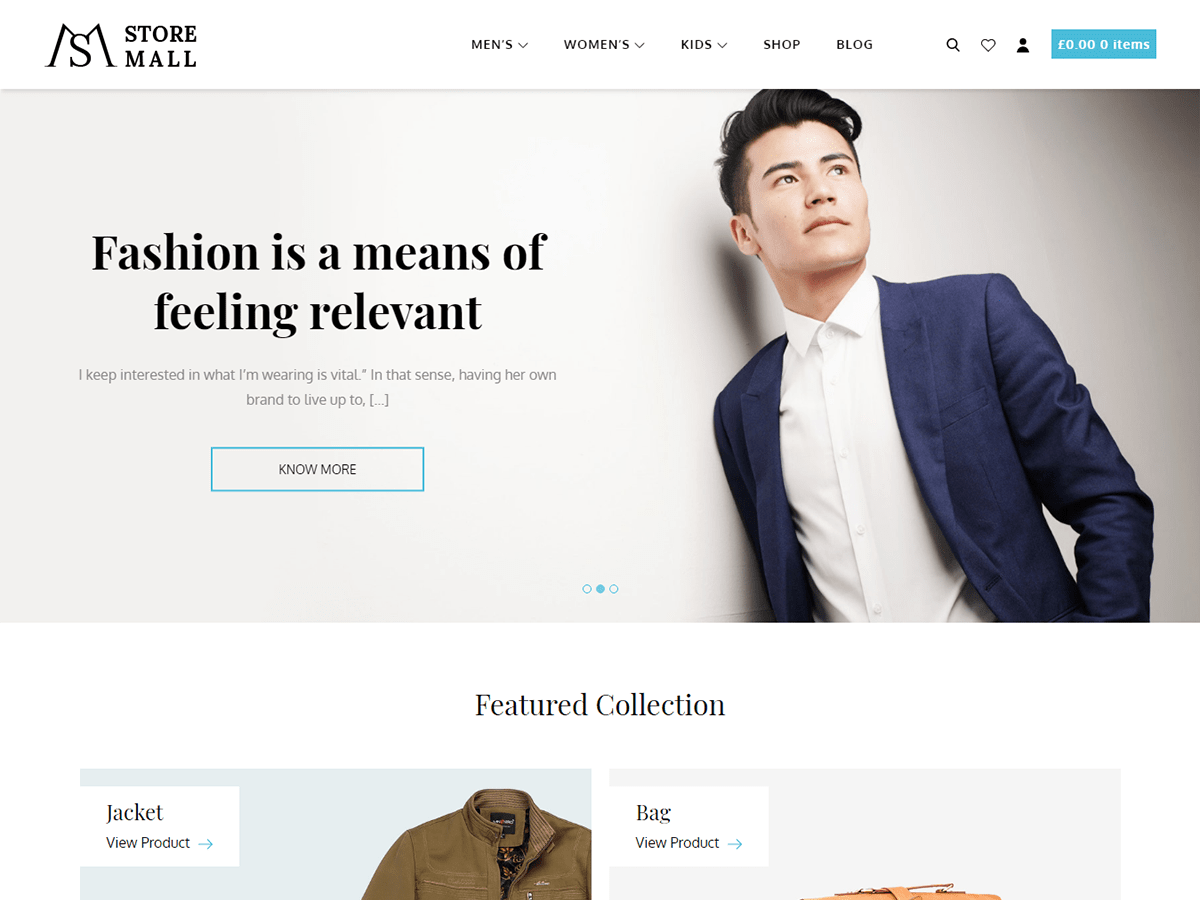 STORE
MALL
MEN'S
WOMEN'S
KIDS
SHOP
BLOG
£0.00 0 items
Fashion is a means of
feeling relevant
I keep interested in what I'm wearing is vital.” In that sense, having her own
brand to live up to, […]
KNOW MORE
Featured Collection
Jacket
View Product
Bag
View Product